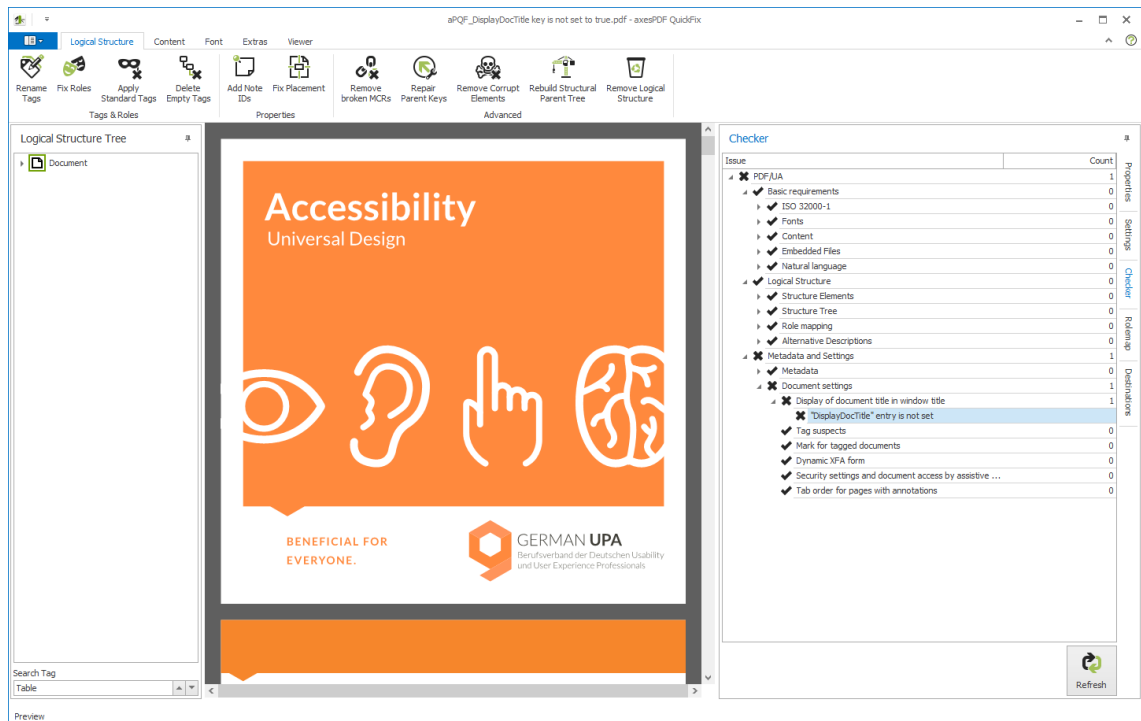 aPQF_DisplayDocTitle key is not set to true.pdf - axesPDF QuickFix
Logical Structure Content Font Extras Viewer
Rename Tags
Fix Roles
Apply Standard Tags
Delete Empty Tags
Add Note IDs
Fix Placement
Remove broken MCRs
Repair Parent Keys
Remove Corrupt Elements
Rebuild Structural Parent Tree
Remove Logical Structure
Tags & Roles
Properties
Advanced
Logical Structure Tree
Document
Search Tag
Table
Preview
Accessibility
Universal Design
BENEFICIAL FOR
EVERYONE.
GERMAN UPA
Berufsverband der Deutschen Usability
und User Experience Professionals
Checker
Issue Count
PDF/UA 1
Basic requirements 0
ISO 32000-1 0
Fonts 0
Content 0
Embedded Files 0
Natural language 0
Logical Structure 0
Structure Elements 0
Structure Tree 0
Role mapping 0
Alternative Descriptions 0
Metadata and Settings 1
Metadata 0
Document settings 1
Display of document title in window title 1
"DisplayDocTitle" entry is not set
Tag suspects 0
Mark for tagged documents 0
Dynamic XFA form 0
Security settings and document access by assistive ... 0
Tab order for pages with annotations 0
Refresh
Properties
Settings
Checker
Rolemap
Destinations